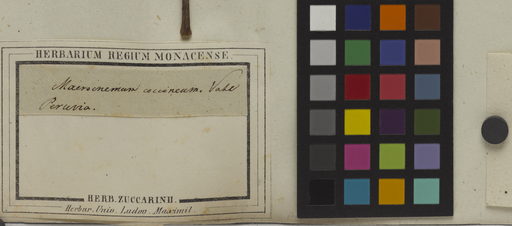 HERBARIUM REGIUM MONACENSE.
Macrocnemum coccineum. Vahl
Peruvia.
HERB. ZUCCARINII.
Herbar. Univ. Ludov. Maximil.